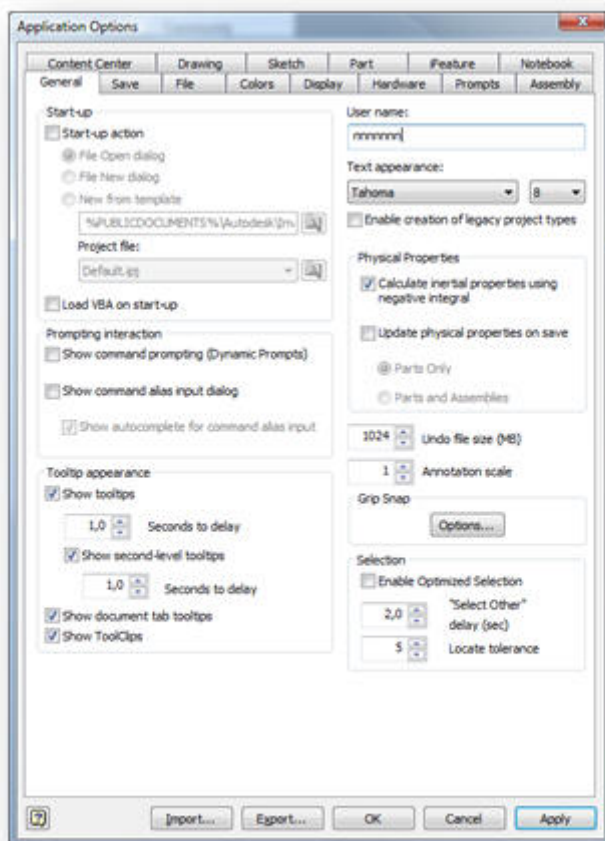 Application Options
Content Center Drawing Sketch Part iFeature Notebook
General Save File Colors Display Hardware Prompts Assembly
Start-up
Start-up action
File Open dialog
File New dialog
New from template
%PUBLICDOCUMENTS%\Autodesk\Inv
Project file:
Default.ipj
Load VBA on start-up
Prompting interaction
Show command prompting (Dynamic Prompts)
Show command alias input dialog
Show autocomplete for command alias input
Tooltip appearance
Show tooltips
1,0 Seconds to delay
Show second-level tooltips
1,0 Seconds to delay
Show document tab tooltips
Show ToolClips
User name:
Text appearance:
Tahoma 8
Enable creation of legacy project types
Physical Properties
Calculate inertial properties using
negative integral
Update physical properties on save
Parts Only
Parts and Assemblies
1024 Undo file size (MB)
1 Annotation scale
Grip Snap
Options...
Selection
Enable Optimized Selection
2,0 "Select Other"
delay (sec)
5 Locate tolerance
Import... Export... OK Cancel Apply